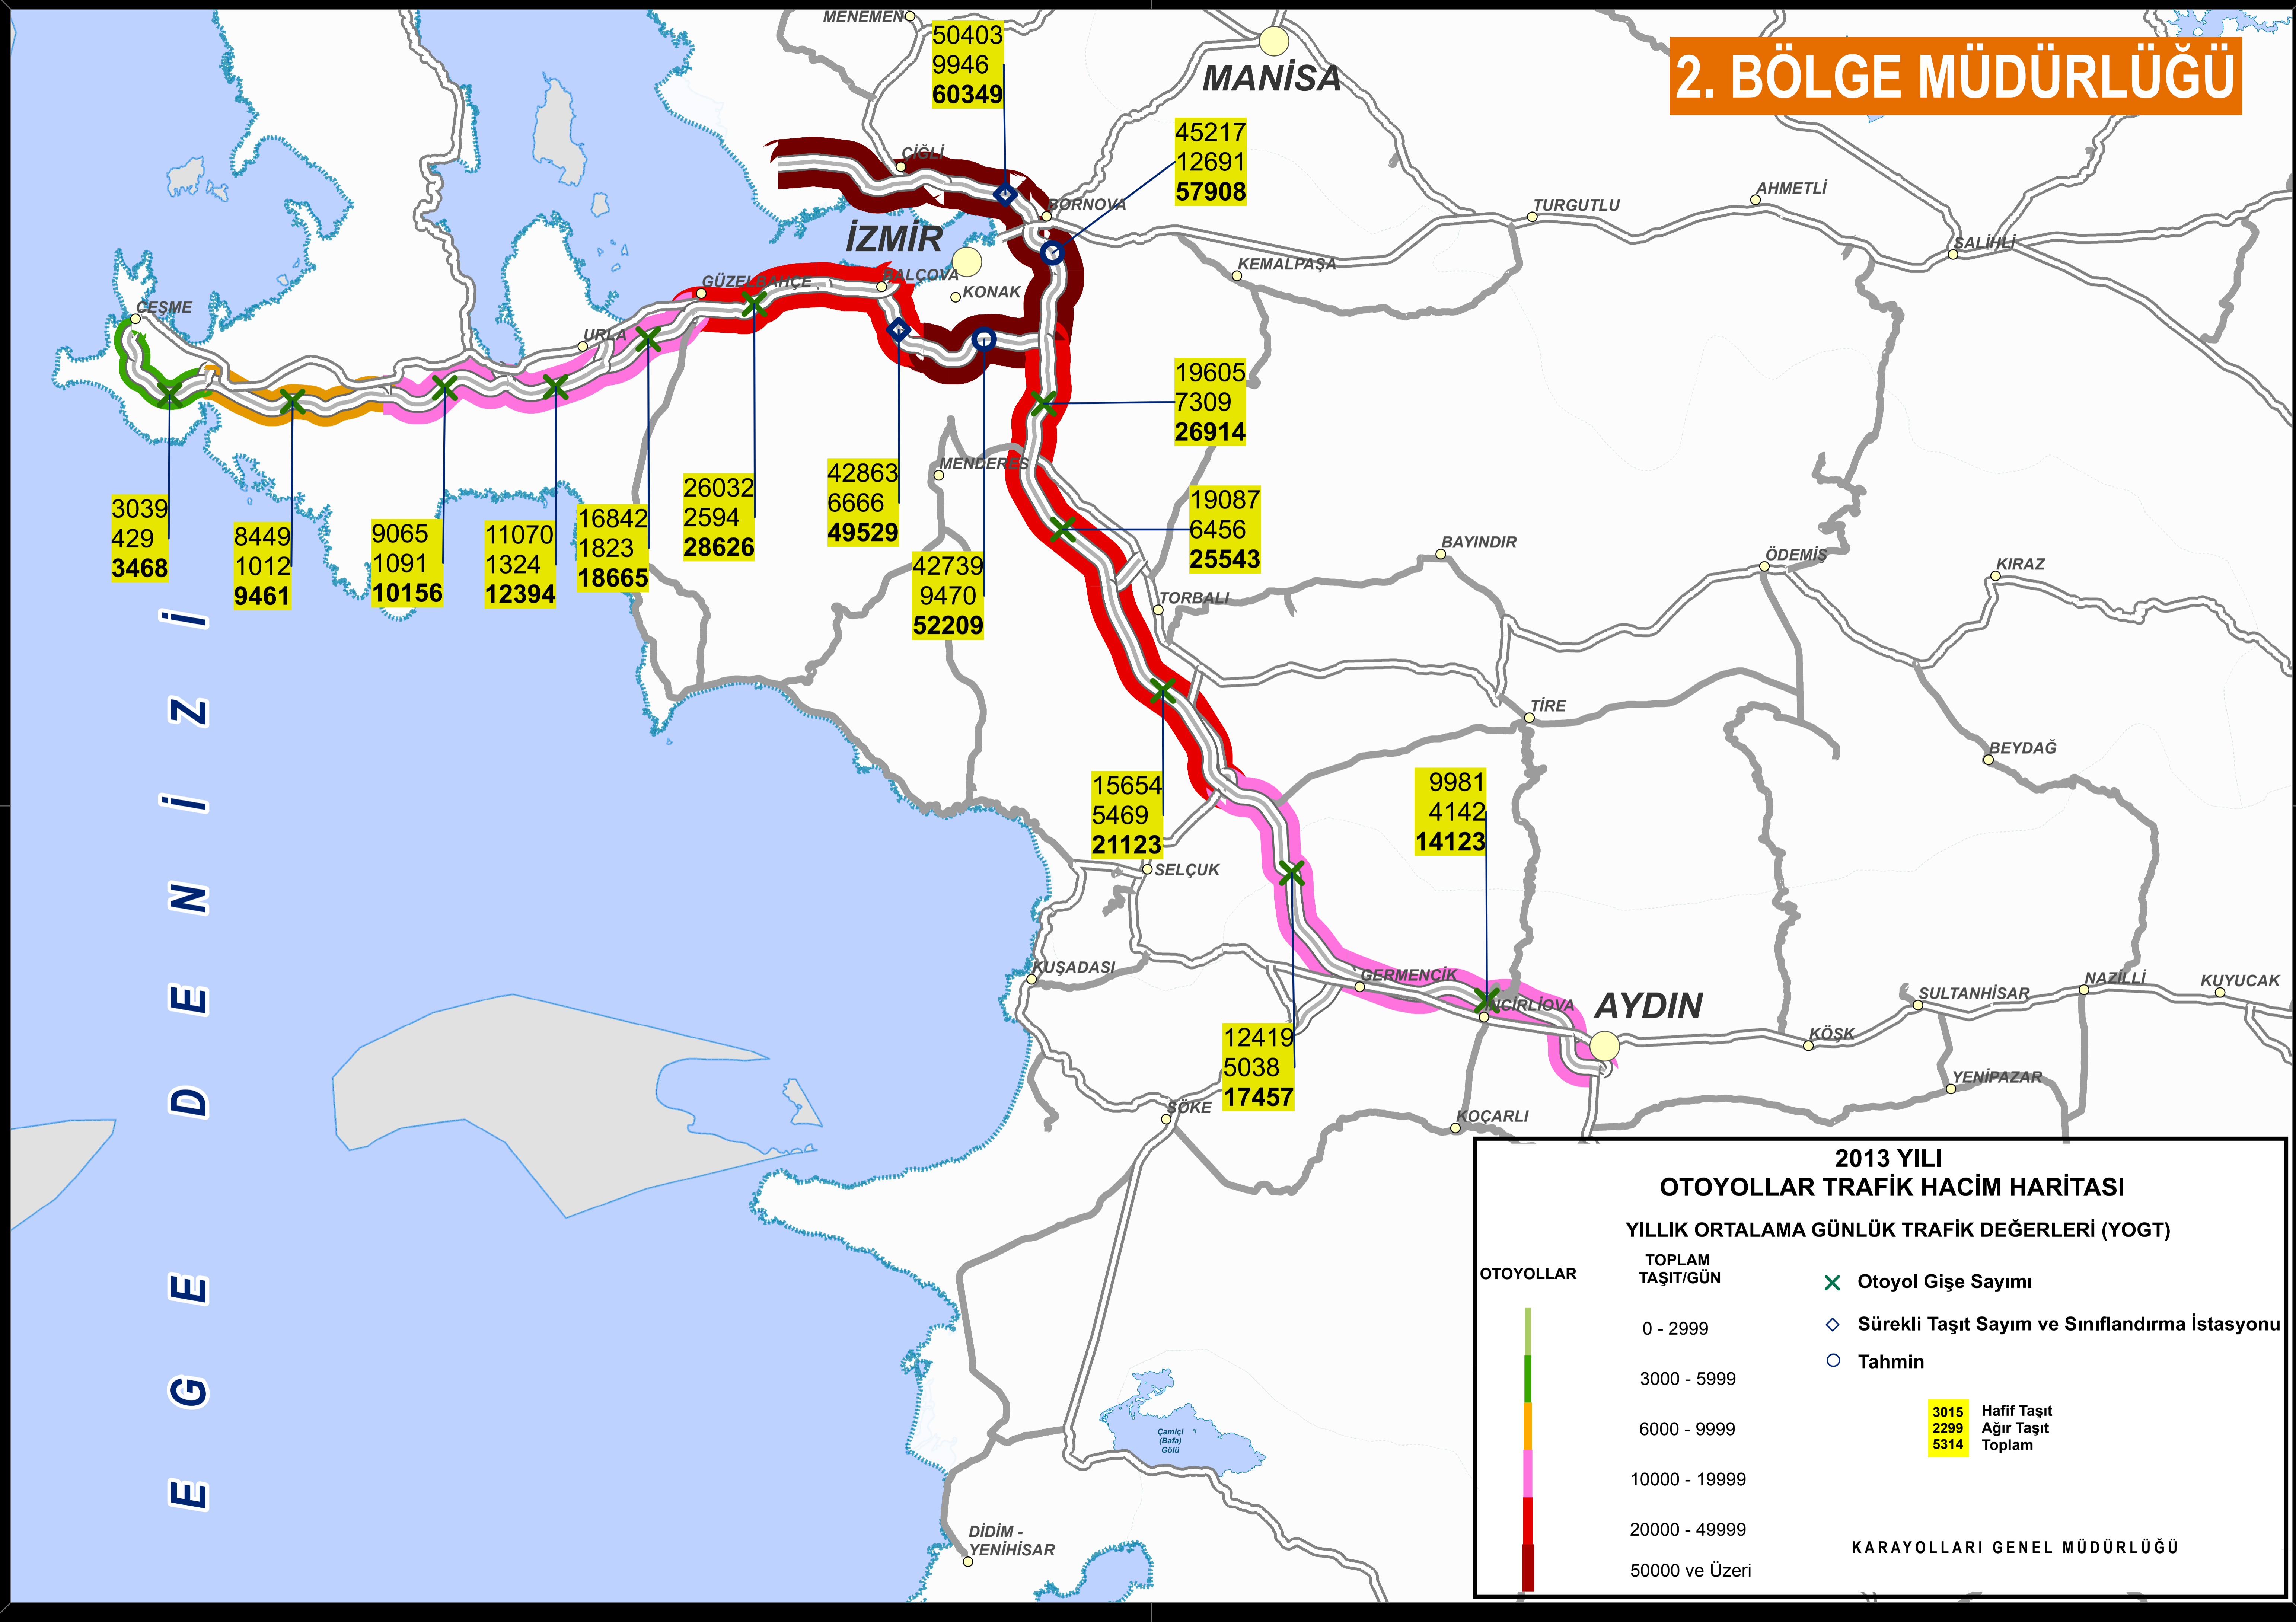 MENEMEN
50403
9946
60349
MANİSA
2. BÖLGE MÜDÜRLÜĞÜ
45217
12691
57908
ÇİĞLİ
BORNOVA
AHMETLİ
TURGUTLU
İZMİR
SALİHLİ
KEMALPAŞA
GÜZELBAHÇE
BALÇOVA
KONAK
ÇEŞME
URLA
19605
7309
26914
MENDERES
3039
429
3468
8449
1012
9461
9065
1091
10156
11070
1324
12394
16842
1823
18665
26032
2594
28626
42863
6666
49529
42739
9470
52209
19087
6456
25543
BAYINDIR
ÖDEMİŞ
KIRAZ
TORBALI
TİRE
BEYDAĞ
15654
5469
21123
9981
4142
14123
SELÇUK
KUŞADASI
GERMENCİK
İNCİRLİOVA
AYDIN
SULTANHİSAR
NAZİLLİ
KUYUCAK
KÖŞK
YENİPAZAR
12419
5038
17457
SÖKE
KOÇARLI
EGE DENİZİ
Çamiçi
(Bafa)
Gölü
DİDİM -
YENİHİSAR
2013 YILI
OTOYOLLAR TRAFİK HACİM HARİTASI
YILLIK ORTALAMA GÜNLÜK TRAFİK DEĞERLERİ (YOGT)
OTOYOLLAR
TOPLAM
TAŞIT/GÜN
0 - 2999
3000 - 5999
6000 - 9999
10000 - 19999
20000 - 49999
50000 ve Üzeri
Otoyol Gişe Sayımı
Sürekli Taşıt Sayım ve Sınıflandırma İstasyonu
Tahmin
3015 Hafif Taşıt
2299 Ağır Taşıt
5314 Toplam
KARAYOLLARI GENEL MÜDÜRLÜĞÜ